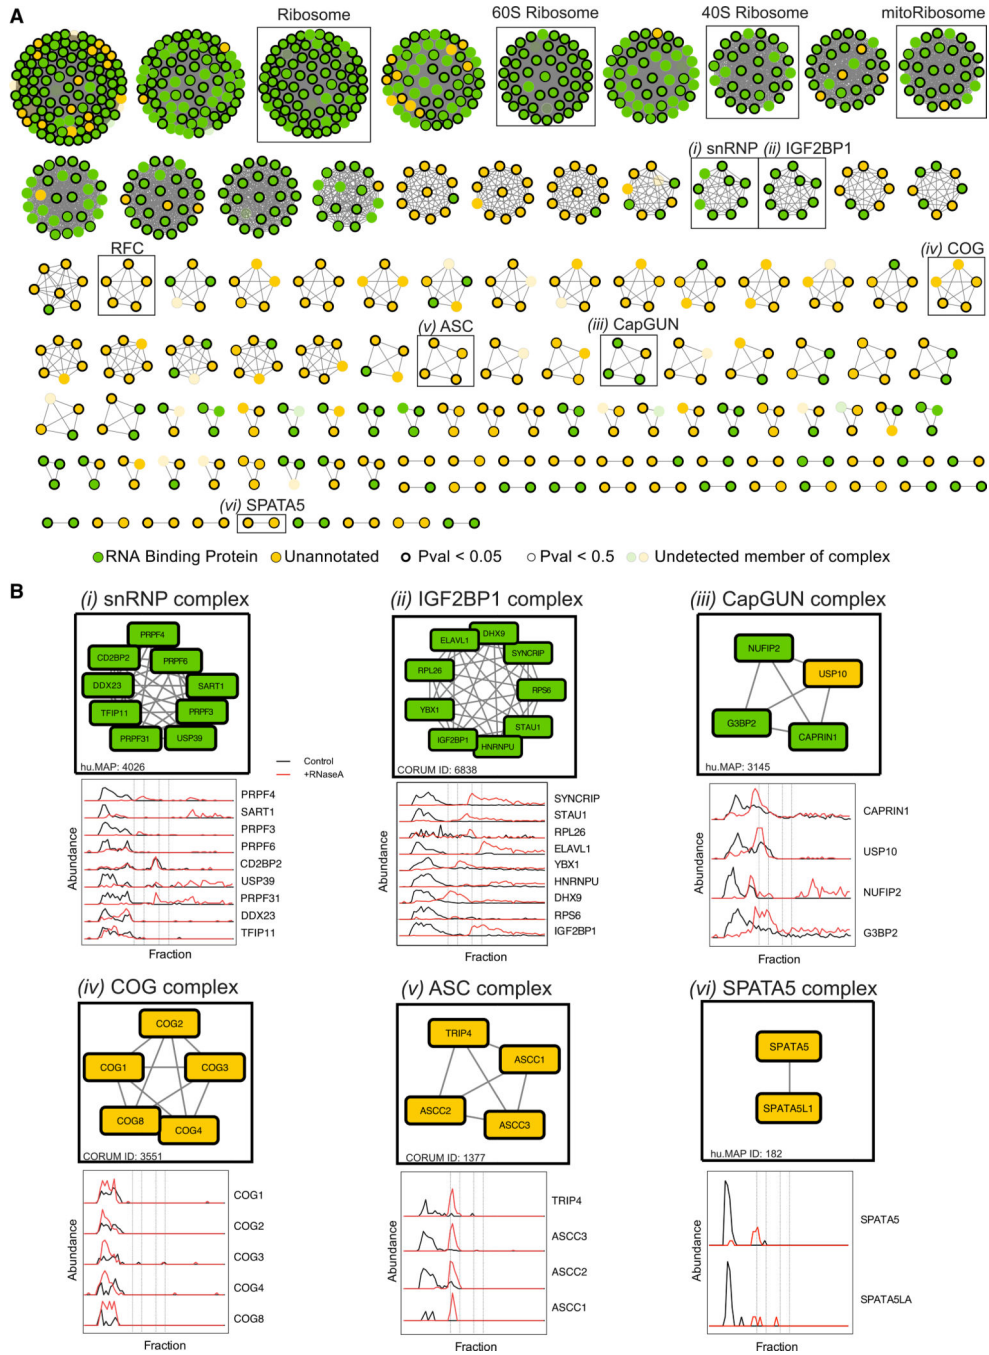 A
Ribosome
60S Ribosome
40S Ribosome
mitoRibosome
(i) snRNP
(ii) IGF2BP1
RFC
(iv) COG
(v) ASC
(iii) CapGUN
(vi) SPATA5
RNA Binding Protein
Unannotated
Pval < 0.05
Pval < 0.5
Undetected member of complex
B
(i) snRNP complex
PRPF4
CD2BP2
PRPF6
DDX23
SART1
TFIP11
PRPF3
PRPF31
USP39
hu.MAP: 4026
Control
+RNaseA
Abundance
PRPF4
SART1
PRPF3
PRPF6
CD2BP2
USP39
PRPF31
DDX23
TFIP11
Fraction
(ii) IGF2BP1 complex
DHX9
ELAVL1
SYNCRIP
RPL26
RPS6
YBX1
STAU1
IGF2BP1
HNRNPU
CORUM ID: 6838
Abundance
SYNCRIP
STAU1
RPL26
ELAVL1
YBX1
HNRNPU
DHX9
RPS6
IGF2BP1
Fraction
(iii) CapGUN complex
NUFIP2
USP10
G3BP2
CAPRIN1
hu.MAP: 3145
Abundance
CAPRIN1
USP10
NUFIP2
G3BP2
Fraction
(iv) COG complex
COG2
COG1
COG3
COG8
COG4
CORUM ID: 3551
Abundance
COG1
COG2
COG3
COG4
COG8
Fraction
(v) ASC complex
TRIP4
ASCC1
ASCC2
ASCC3
CORUM ID: 1377
Abundance
TRIP4
ASCC3
ASCC2
ASCC1
Fraction
(vi) SPATA5 complex
SPATA5
SPATA5L1
hu.MAP ID: 182
Abundance
SPATA5
SPATA5LA
Fraction